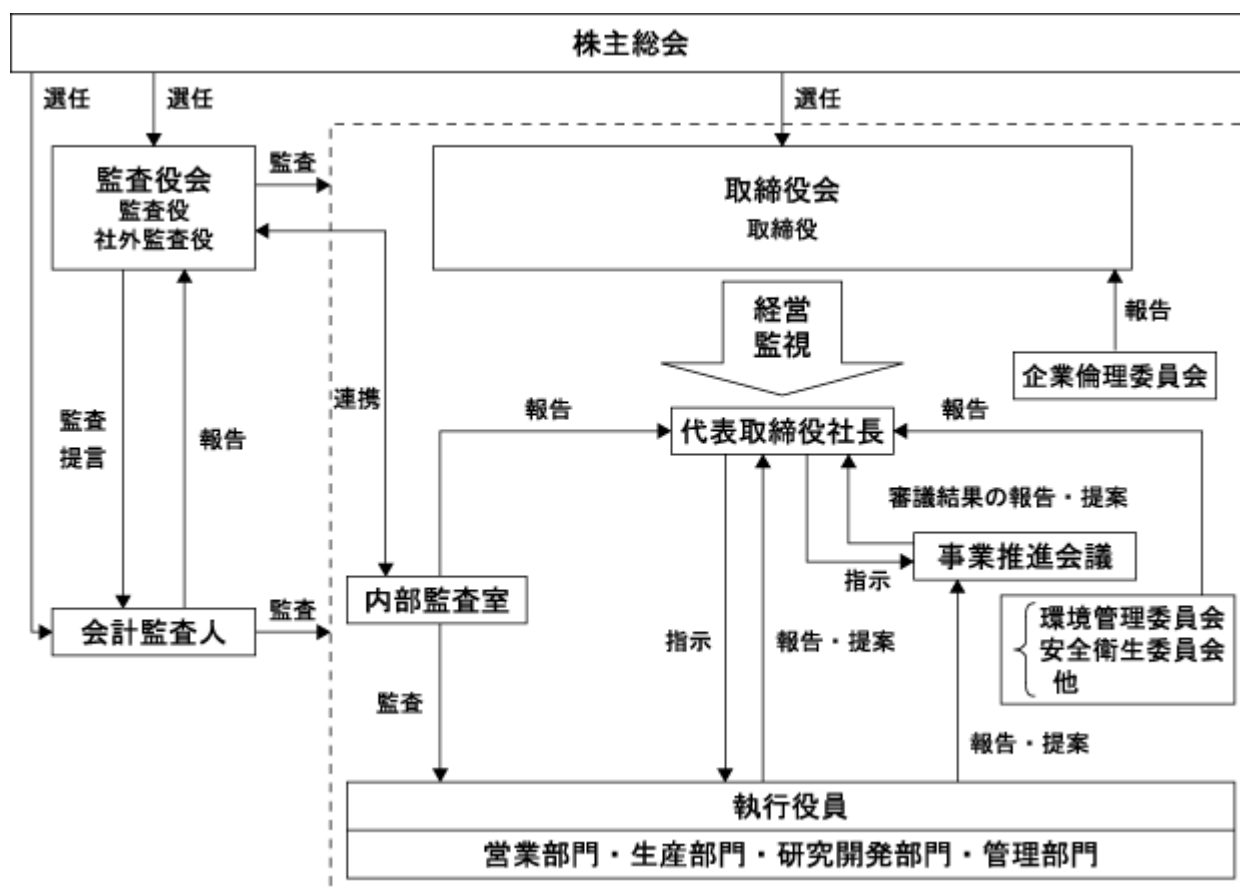 株主総会
選任
選任
選任
監査役会
監査役
社外監査役
監査
取締役会
取締役
経営
監視
報告
企業倫理委員会
連携
監査
提言
報告
報告
代表取締役社長
報告
審議結果の報告・提案
事業推進会議
指示
内部監査室
会計監査人
監査
環境管理委員会
安全衛生委員会
他
指示
報告・提案
監査
報告・提案
執行役員
営業部門・生産部門・研究開発部門・管理部門